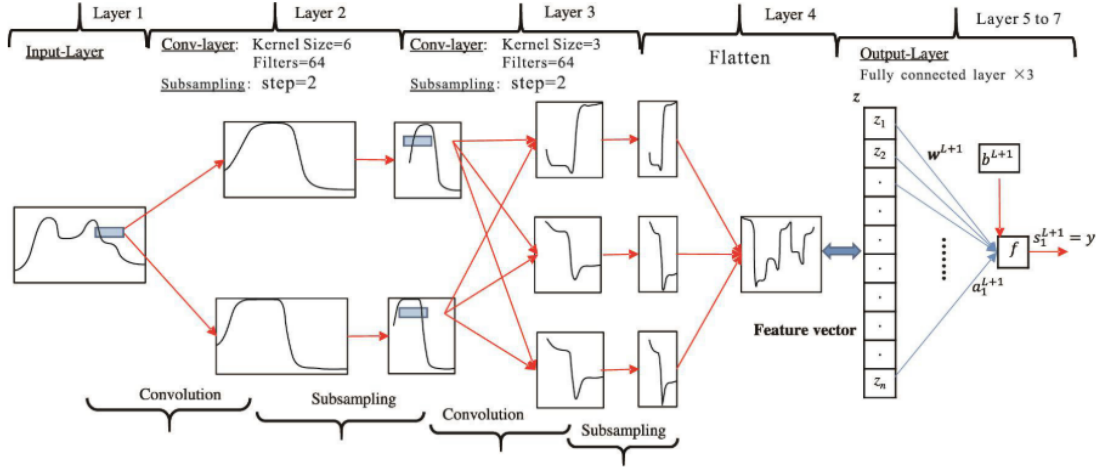 Layer 1
Layer 2
Layer 3
Layer 4
Layer 5 to 7
Input-Layer
Conv-layer: Kernel Size=6
Filters=64
Subsampling: step=2
Conv-layer: Kernel Size=3
Filters=64
Subsampling: step=2
Flatten
Output-Layer
Fully connected layer ×3
z
z₁
z₂
.
.
.
.
.
.
.
zₙ
w^{L+1}
b^{L+1}
f
s₁^{L+1} = y
a₁^{L+1}
Feature vector
Convolution
Subsampling
Convolution
Subsampling